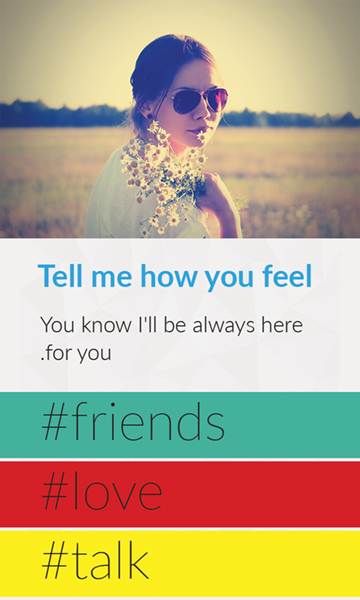 Tell me how you feel
You know I'll be always here
.for you
#friends
#love
#talk